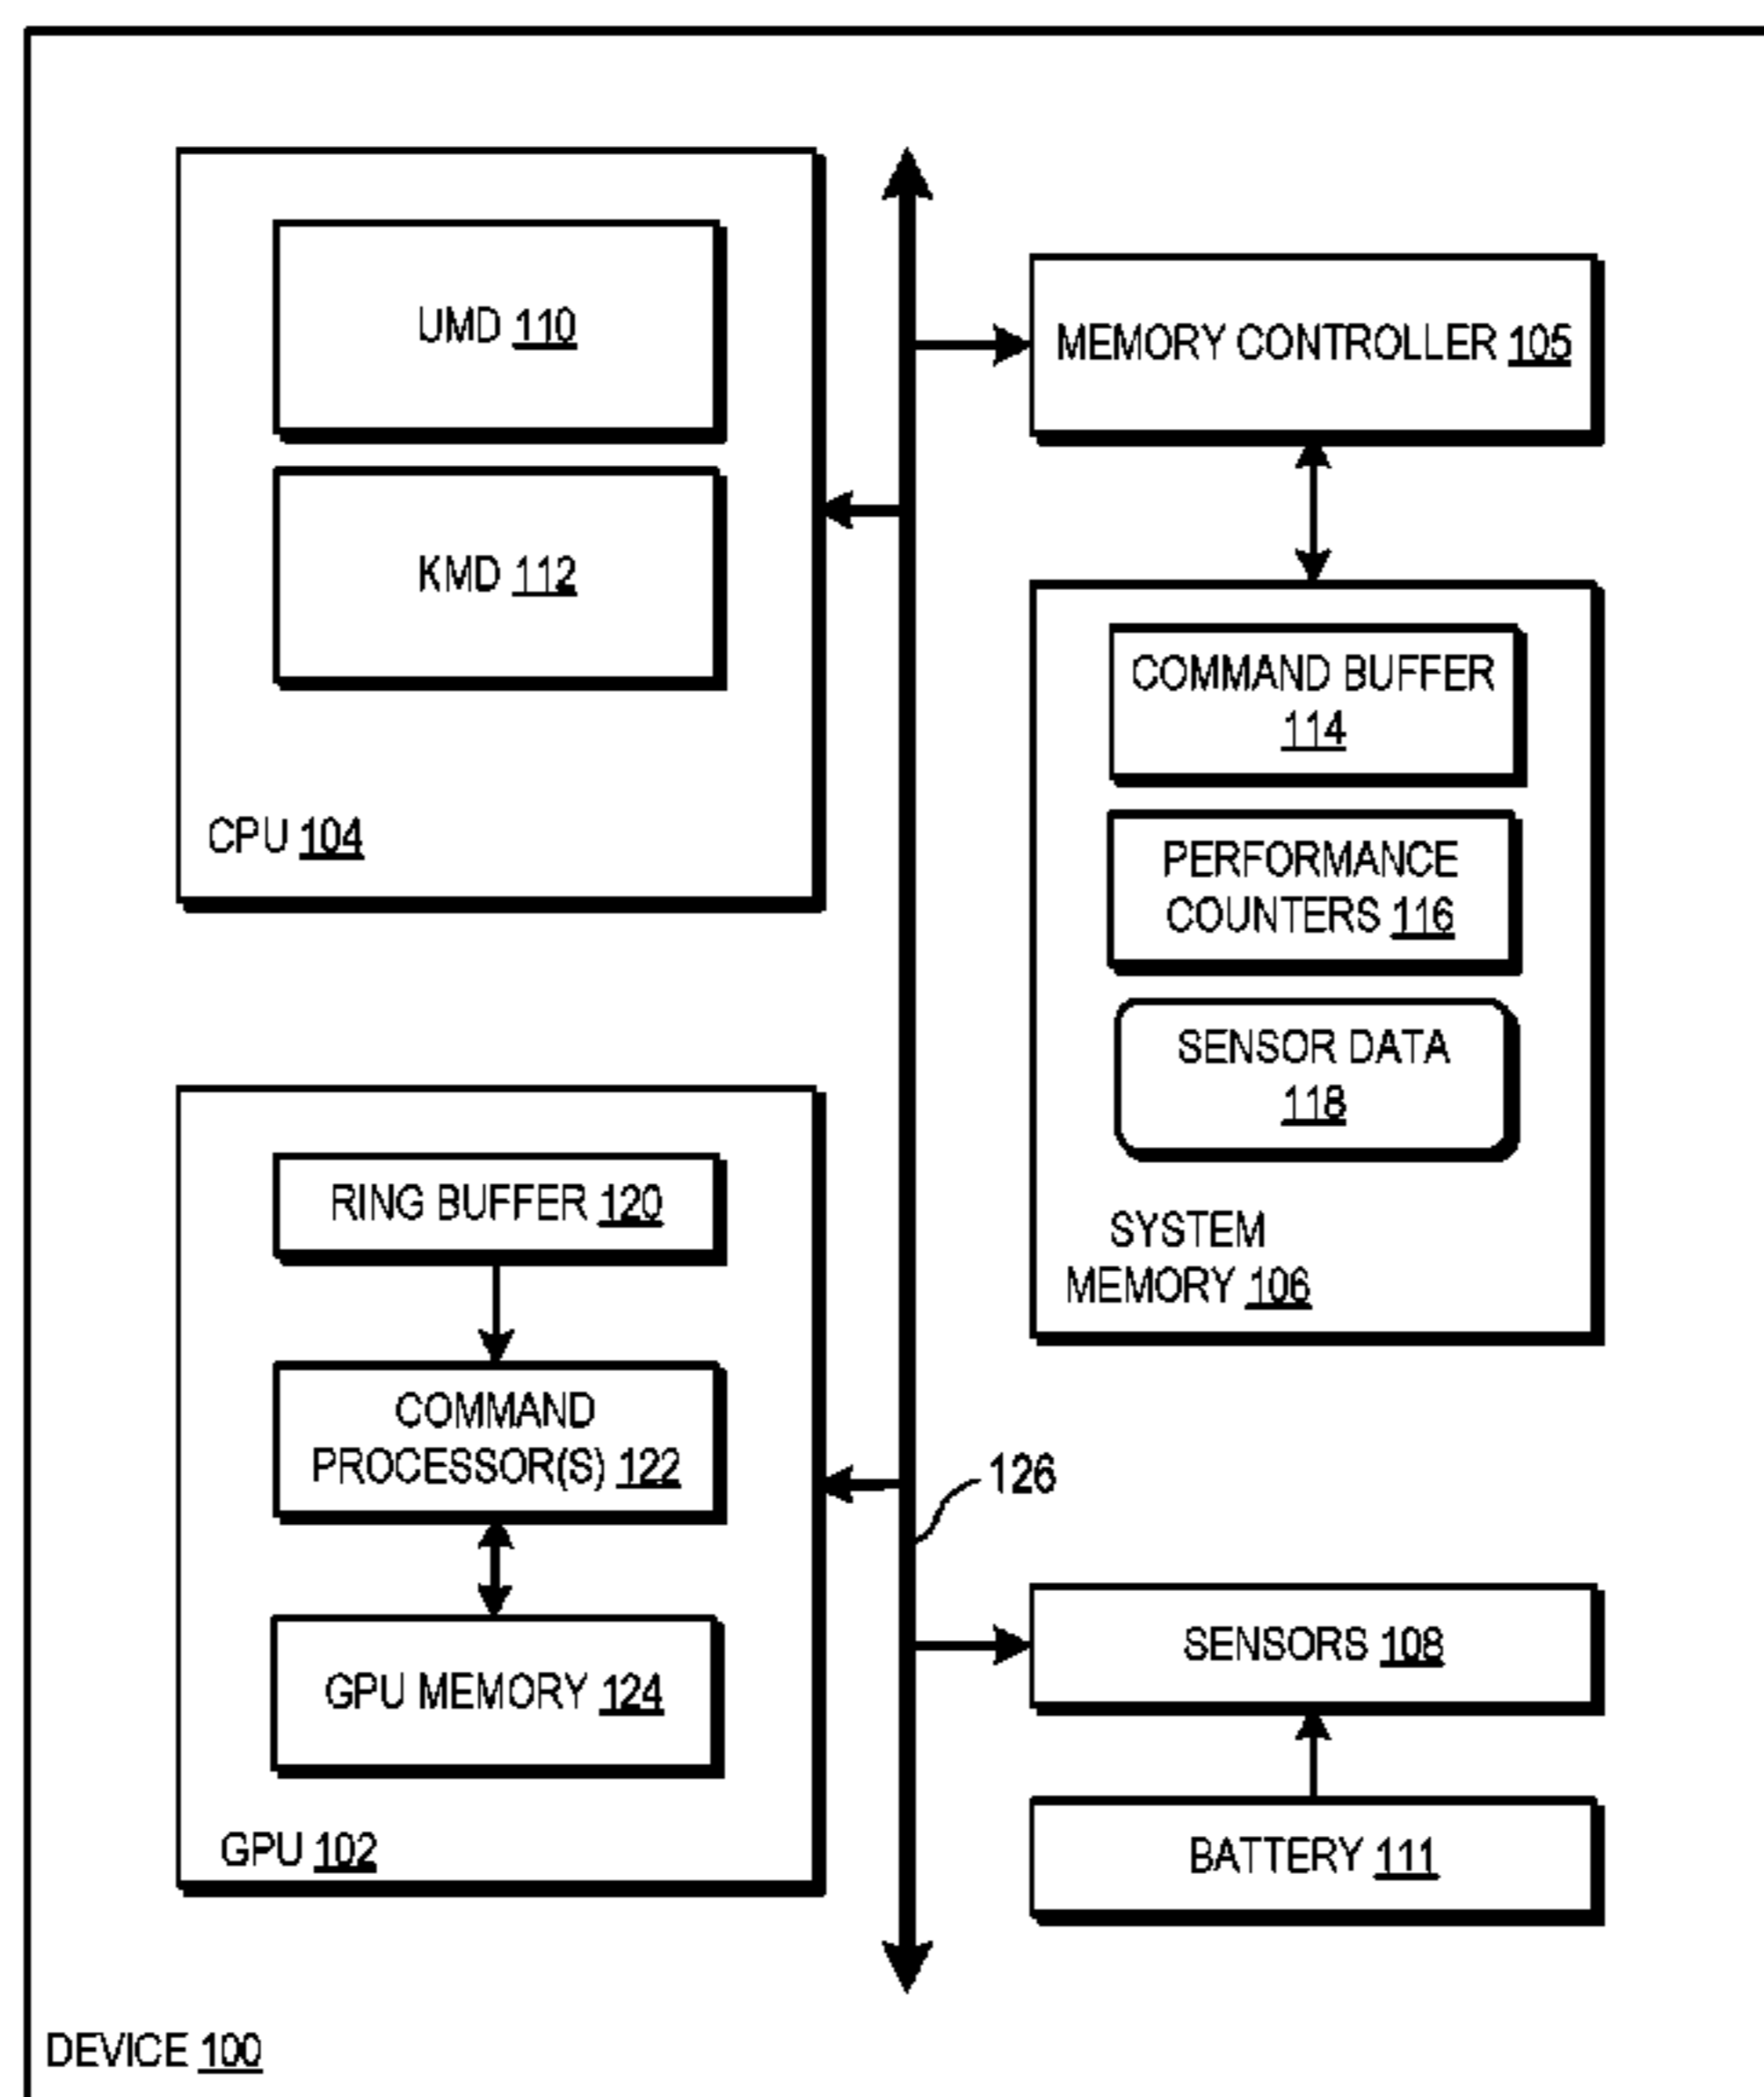 UMD 110
KMD 112
CPU 104
MEMORY CONTROLLER 105
COMMAND BUFFER
114
PERFORMANCE
COUNTERS 116
SENSOR DATA
118
SYSTEM
MEMORY 106
RING BUFFER 120
COMMAND
PROCESSOR(S) 122
GPU MEMORY 124
GPU 102
126
SENSORS 108
BATTERY 111
DEVICE 100